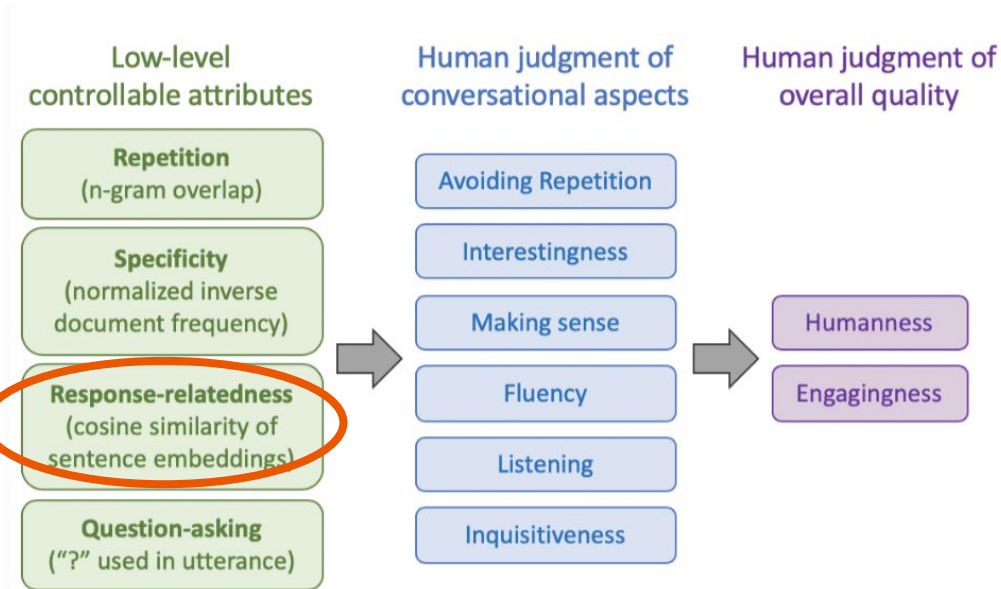 Low-level
controllable attributes
Repetition
(n-gram overlap)
Specificity
(normalized inverse
document frequency)
Response-relatedness
(cosine similarity of
sentence embeddings)
Question-asking
("?" used in utterance)
Human judgment of
conversational aspects
Avoiding Repetition
Interestingness
Making sense
Fluency
Listening
Inquisitiveness
Human judgment of
overall quality
Humanness
Engagingness